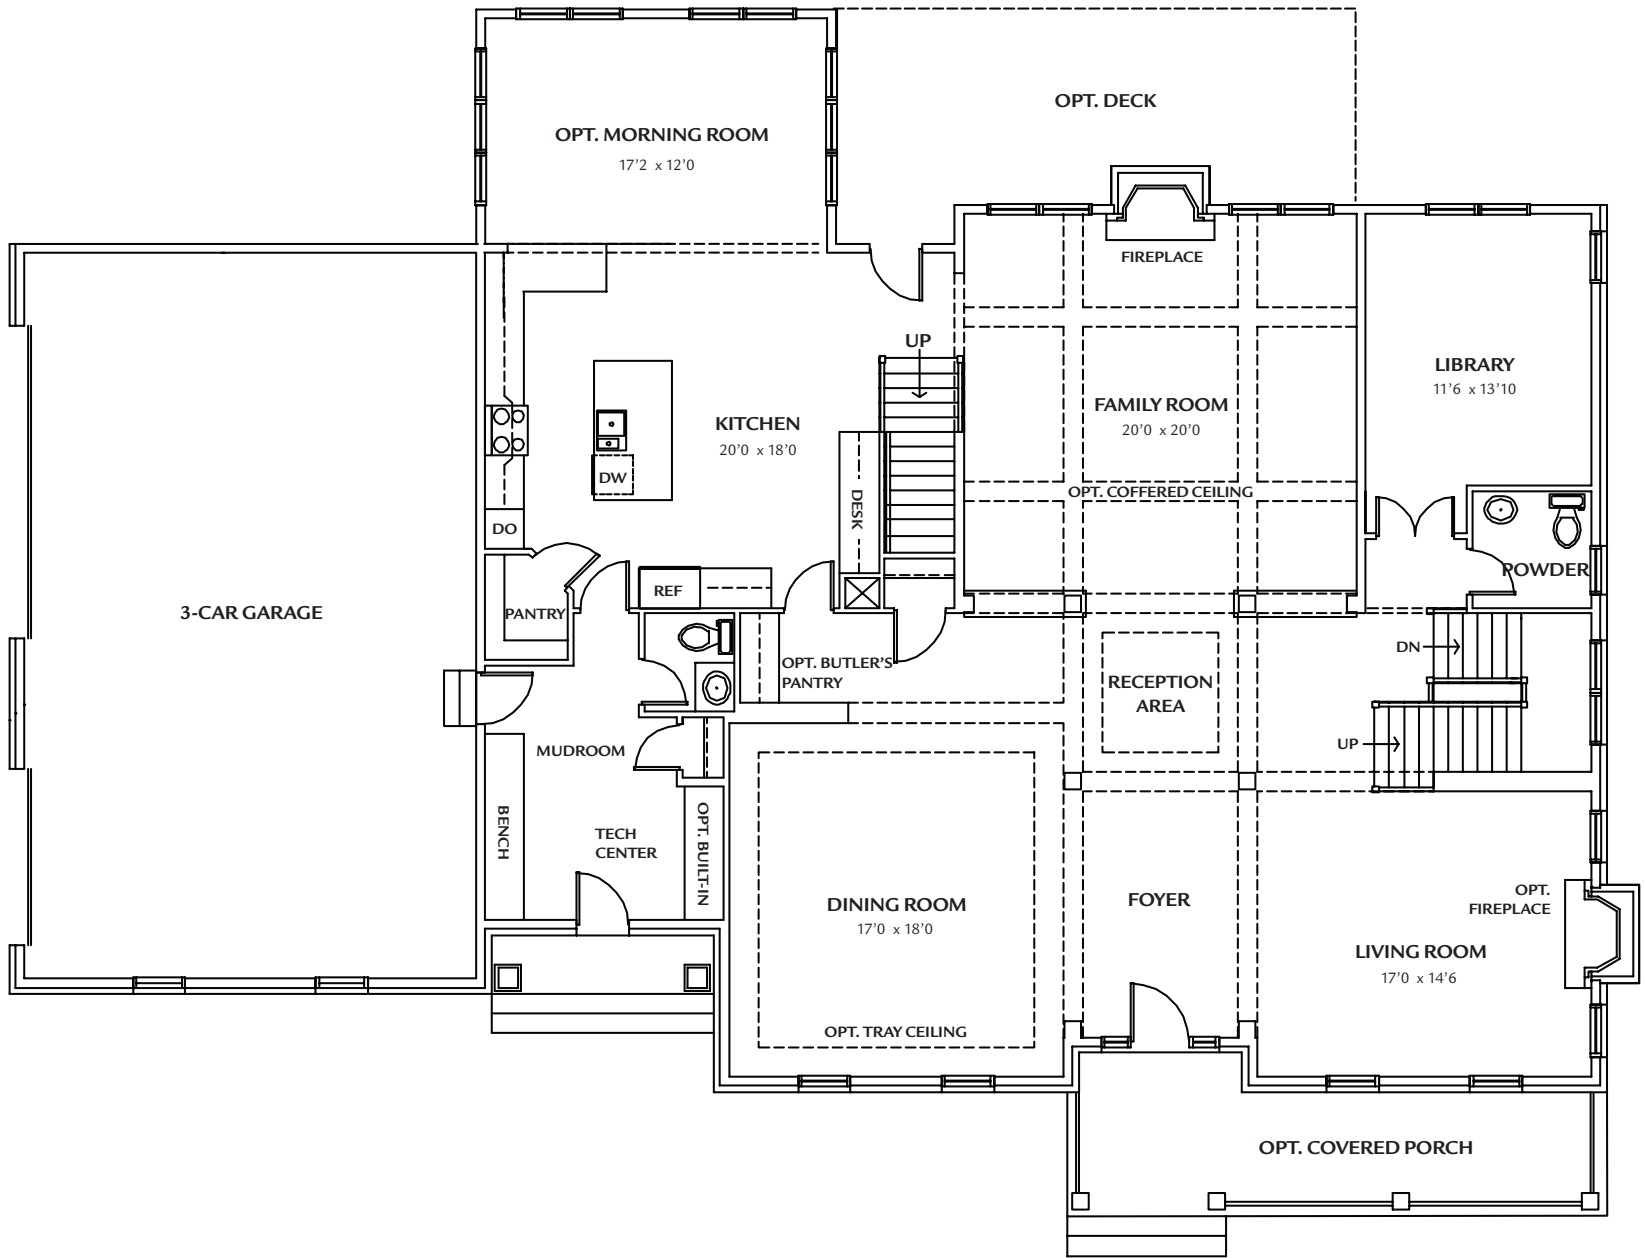 OPT. DECK
OPT. MORNING ROOM
17'2 x 12'0
FIREPLACE
UP
LIBRARY
11'6 x 13'10
FAMILY ROOM
20'0 x 20'0
KITCHEN
20'0 x 18'0
DW
OPT. COFFERED CEILING
DESK
DO
POWDER
REF
3-CAR GARAGE
PANTRY
DN
OPT. BUTLER'S
PANTRY
RECEPTION
AREA
UP
MUDROOM
BENCH
TECH
CENTER
OPT. BUILT-IN
OPT.
FIREPLACE
DINING ROOM
17'0 x 18'0
FOYER
LIVING ROOM
17'0 x 14'6
OPT. TRAY CEILING
OPT. COVERED PORCH